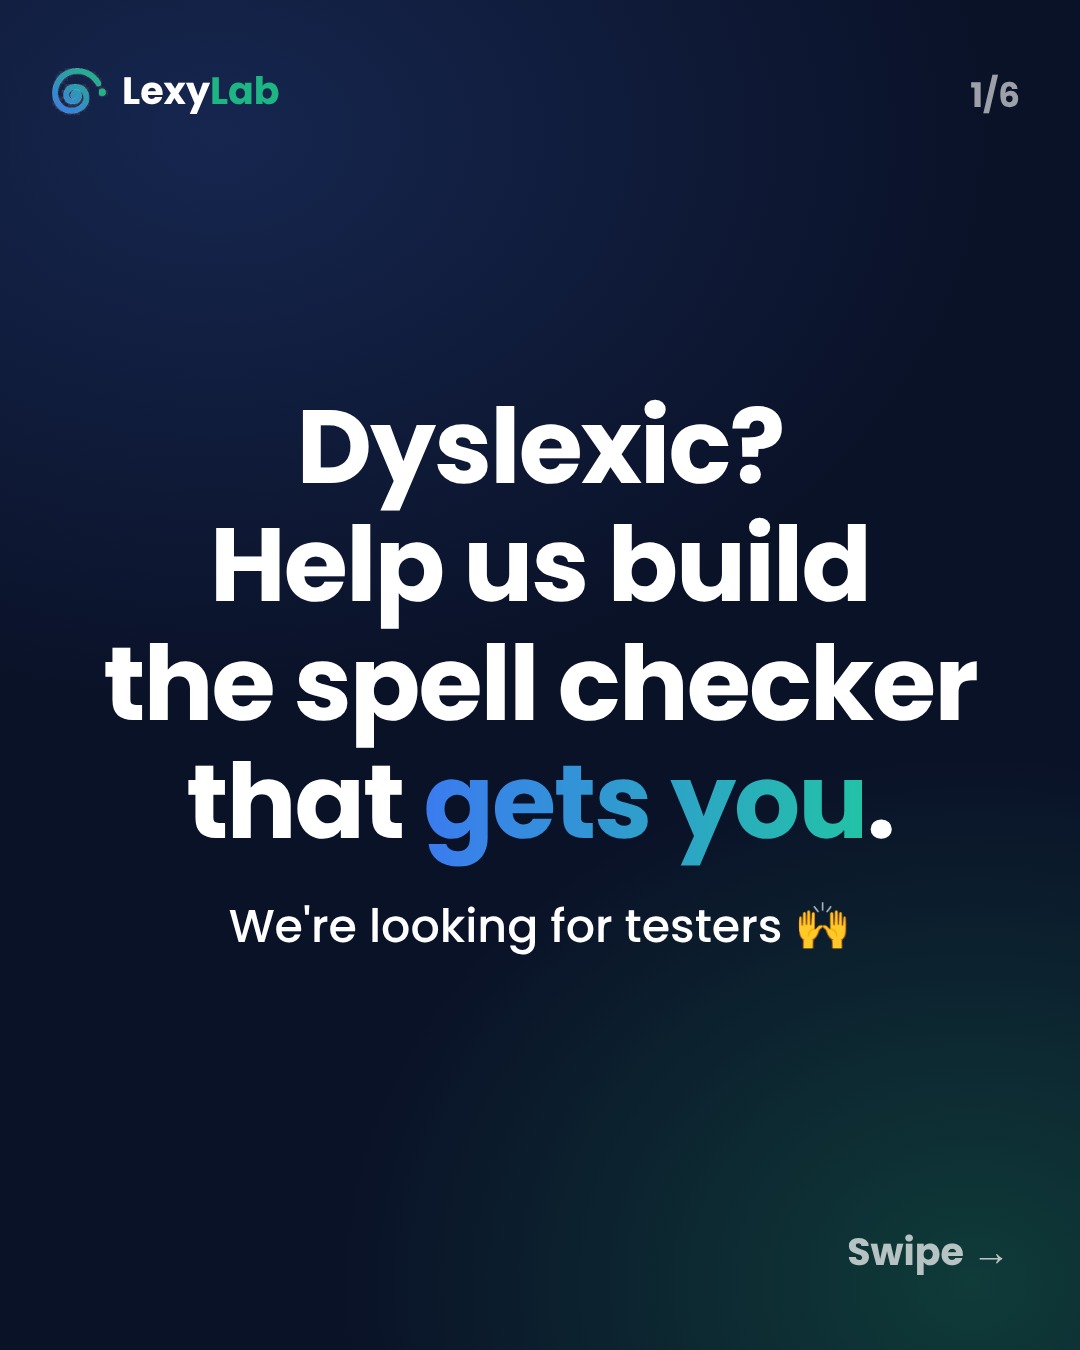 LexyLab
1/6
Dyslexic?
Help us build
the spell checker
that gets you.
We're looking for testers 🙌
Swipe →